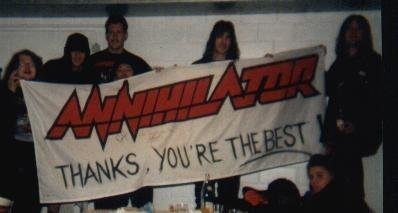 ANNIHILATOR
THANKS, YOU'RE THE BEST!